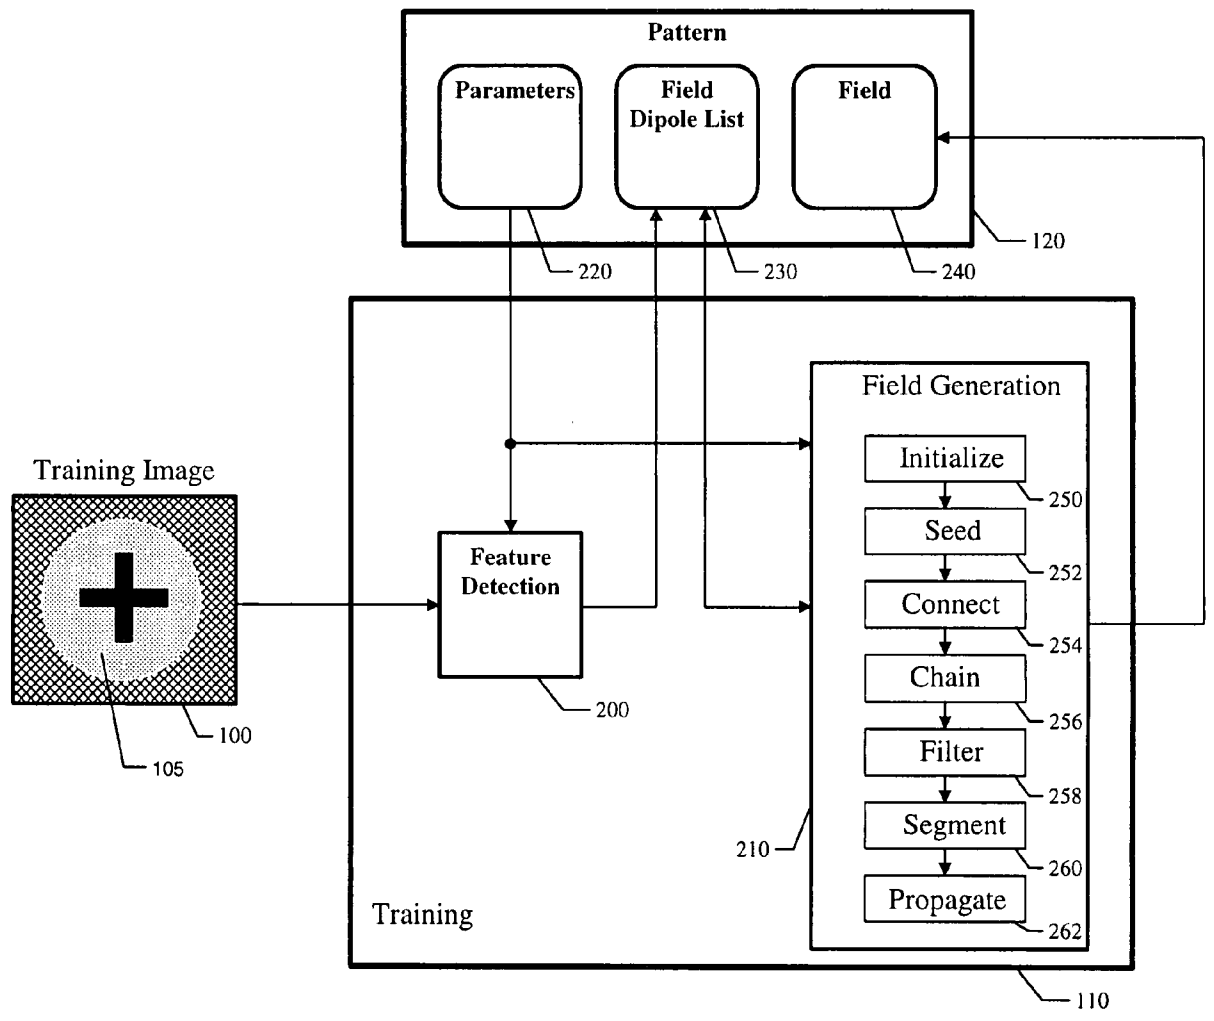 Pattern
Parameters
Field
Dipole List
Field
120
220
230
240
Field Generation
Initialize
250
Training Image
Seed
252
Feature
Detection
Connect
254
Chain
256
200
100
105
Filter
258
Segment
260
210
Propagate
262
Training
110